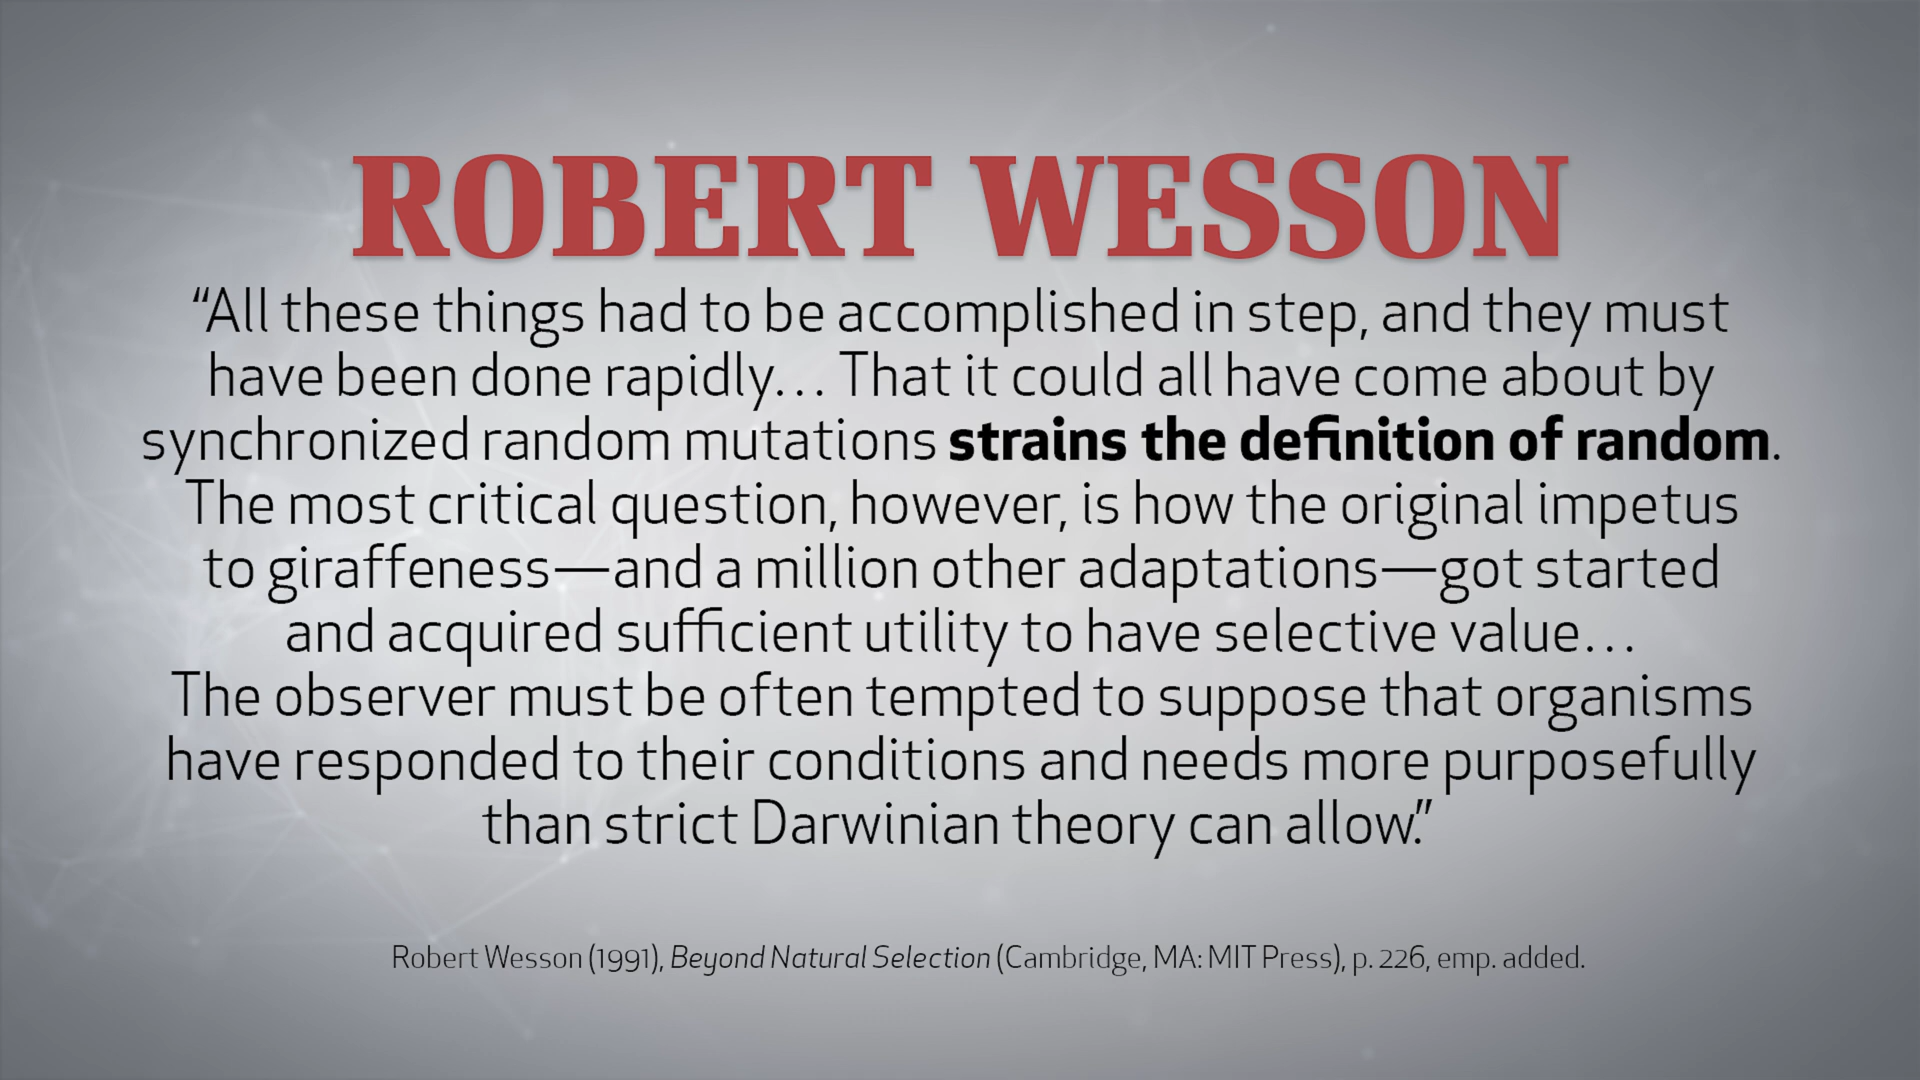 ROBERT WESSON
“All these things had to be accomplished in step, and they must
have been done rapidly... That it could all have come about by
synchronized random mutations strains the definition of random.
The most critical question, however, is how the original impetus
to giraffeness—and a million other adaptations—got started
and acquired sufficient utility to have selective value...
The observer must be often tempted to suppose that organisms
have responded to their conditions and needs more purposefully
than strict Darwinian theory can allow.”
Robert Wesson (1991), Beyond Natural Selection (Cambridge, MA: MIT Press), p. 226, emp. added.